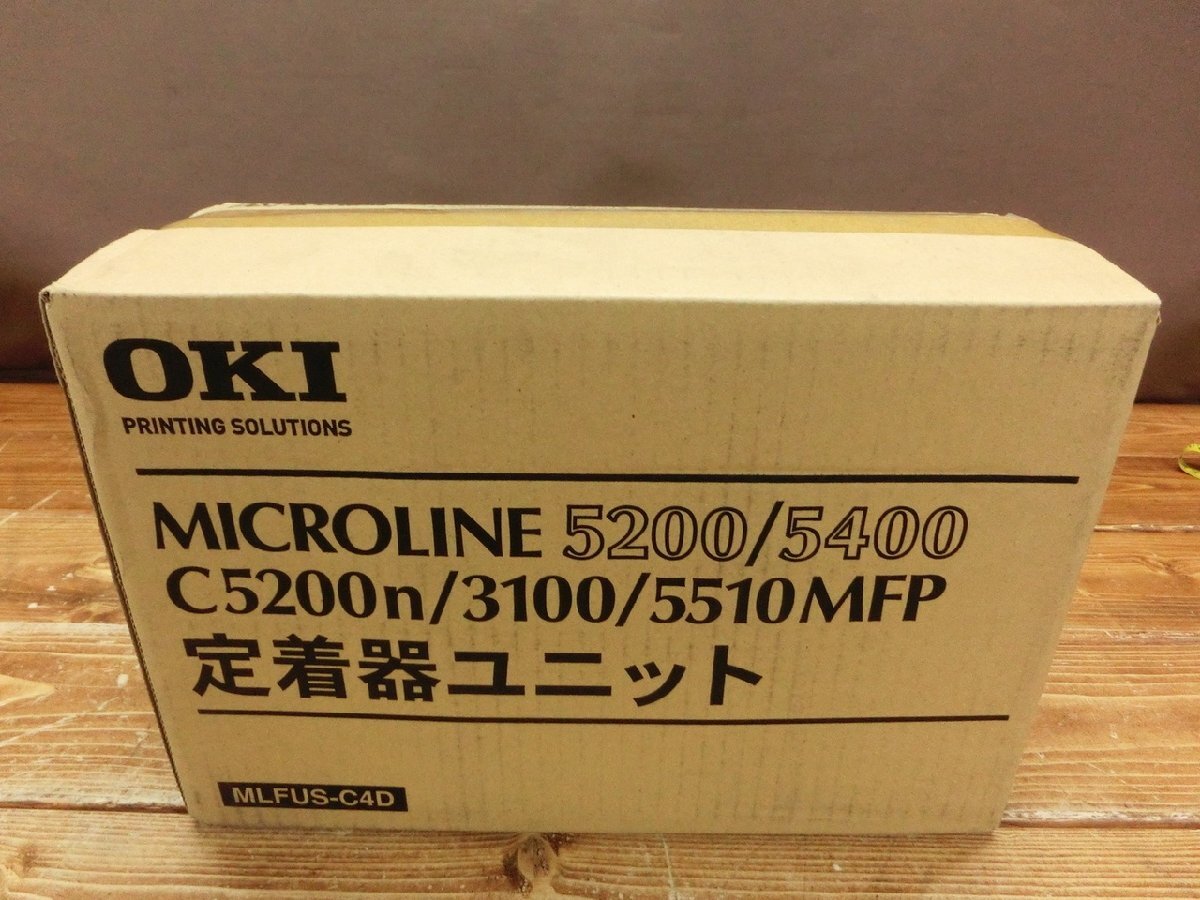 OKI
PRINTING SOLUTIONS
MICROLINE 5200/5400
C5200n/3100/5510MFP
定着器ユニット
MLFUS-C4D